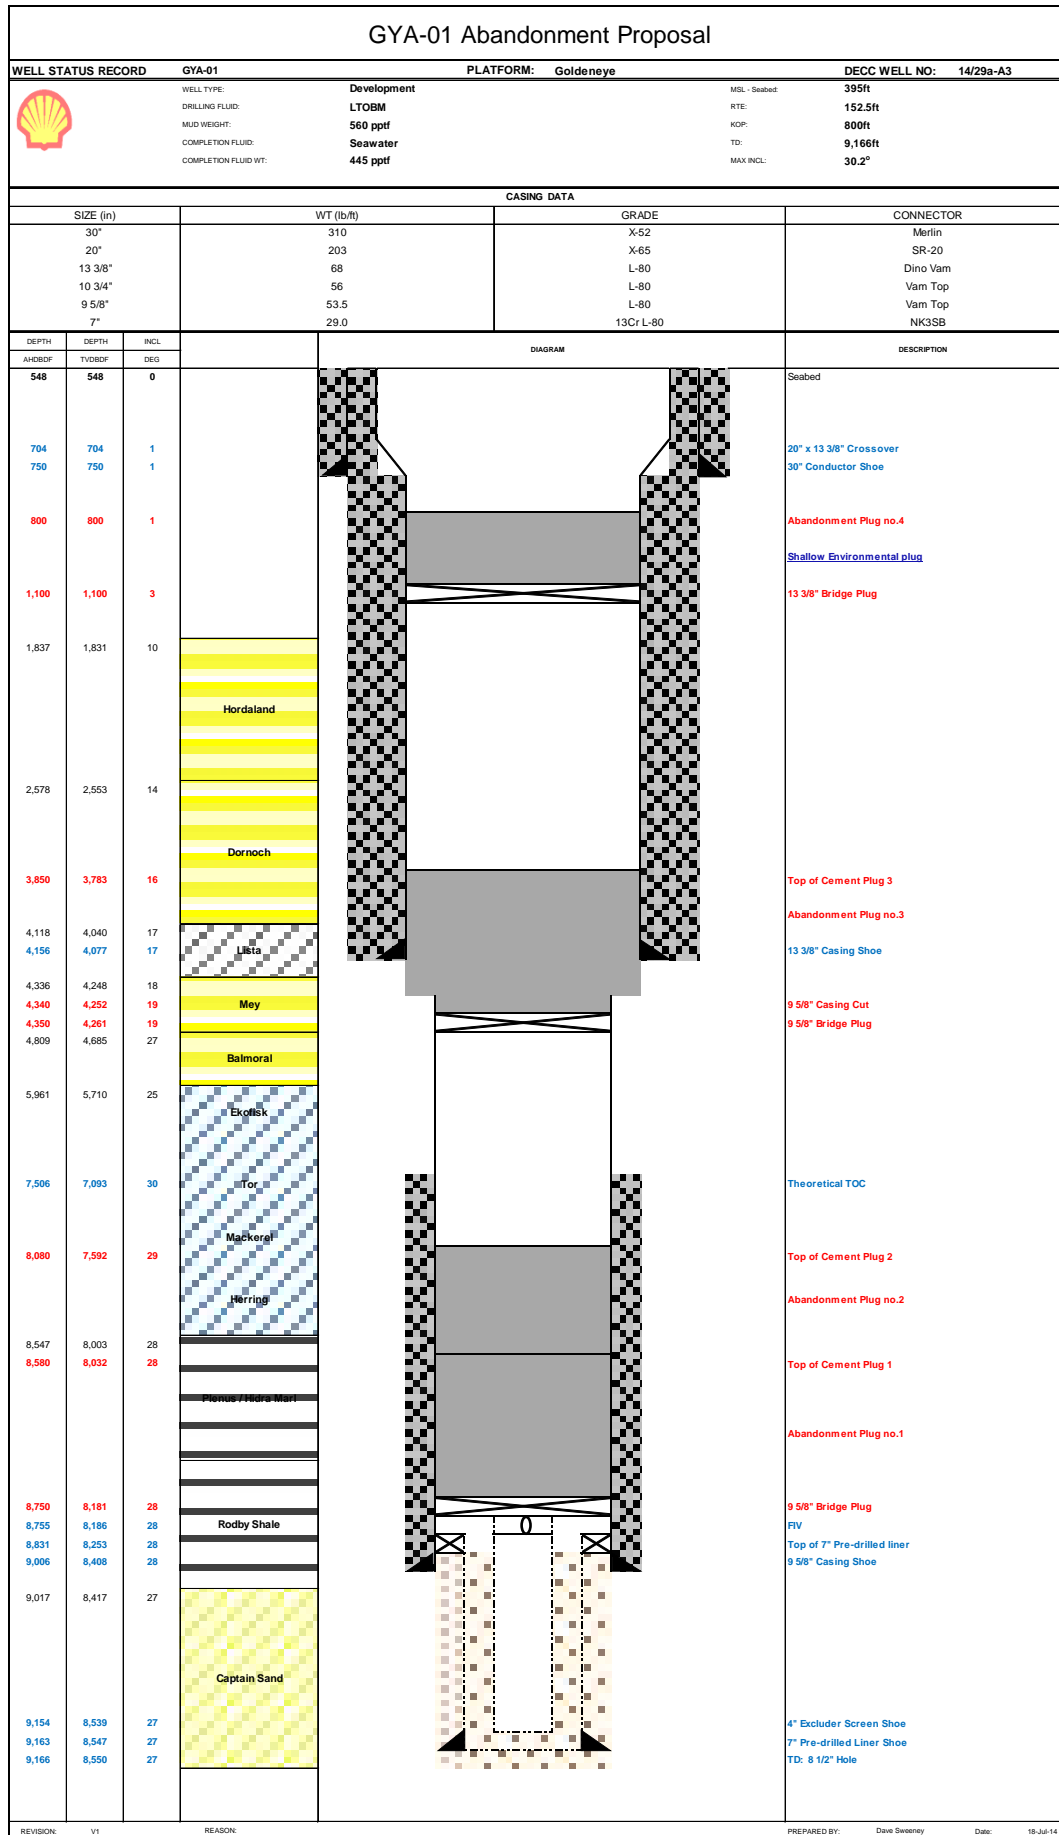 GYA-01 Abandonment Proposal
WELL STATUS RECORD GYA-01 PLATFORM: Goldeneye DECC WELL NO: 14/29a-A3
WELL TYPE: Development MSL - Seabed: 395ft
DRILLING FLUID: LTOBM RTE: 152.5ft
MUD WEIGHT: 560 pptf KOP: 800ft
COMPLETION FLUID: Seawater TD: 9,166ft
COMPLETION FLUID WT: 445 pptf MAX INCL: 30.2°
CASING DATA
SIZE (in) WT (lb/ft) GRADE CONNECTOR
30" 310 X-52 Merlin
20" 203 X-65 SR-20
13 3/8" 68 L-80 Dino Vam
10 3/4" 56 L-80 Vam Top
9 5/8" 53.5 L-80 Vam Top
7" 29.0 13Cr L-80 NK3SB
DEPTH DEPTH INCL
DIAGRAM DESCRIPTION
AHDBDF TVDBDF DEG
548 548 0 Seabed
704 704 1 20" x 13 3/8" Crossover
750 750 1 30" Conductor Shoe
800 800 1 Abandonment Plug no.4
Shallow Environmental plug
1,100 1,100 3 13 3/8" Bridge Plug
1,837 1,831 10
Hordaland
2,578 2,553 14
Dornoch
3,850 3,783 16 Top of Cement Plug 3
Abandonment Plug no.3
4,118 4,040 17
4,156 4,077 17 Lista 13 3/8" Casing Shoe
4,336 4,248 18
4,340 4,252 19 Mey 9 5/8" Casing Cut
4,350 4,261 19 9 5/8" Bridge Plug
4,809 4,685 27
Balmoral
5,961 5,710 25
Ekofisk
7,506 7,093 30 Tor Theoretical TOC
Mackerel
8,080 7,592 29 Top of Cement Plug 2
Herring Abandonment Plug no.2
8,547 8,003 28
8,580 8,032 28 Top of Cement Plug 1
Plenus / Hidra Marl
Abandonment Plug no.1
8,750 8,181 28 9 5/8" Bridge Plug
8,755 8,186 28 Rodby Shale FIV
8,831 8,253 28 Top of 7" Pre-drilled liner
9,006 8,408 28 9 5/8" Casing Shoe
9,017 8,417 27
Captain Sand
9,154 8,539 27 4" Excluder Screen Shoe
9,163 8,547 27 7" Pre-drilled Liner Shoe
9,166 8,550 27 TD: 8 1/2" Hole
REVISION: V1 REASON: PREPARED BY: Dave Sweeney Date: 18-Jul-14